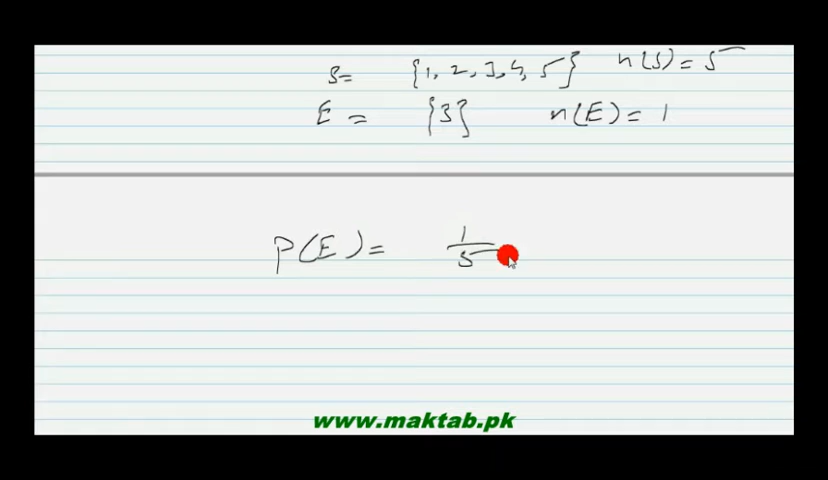 S= {1, 2, 3, 4, 5} n(S) = 5
E = {3} n(E) = 1
P(E) = 1/5
www.maktab.pk